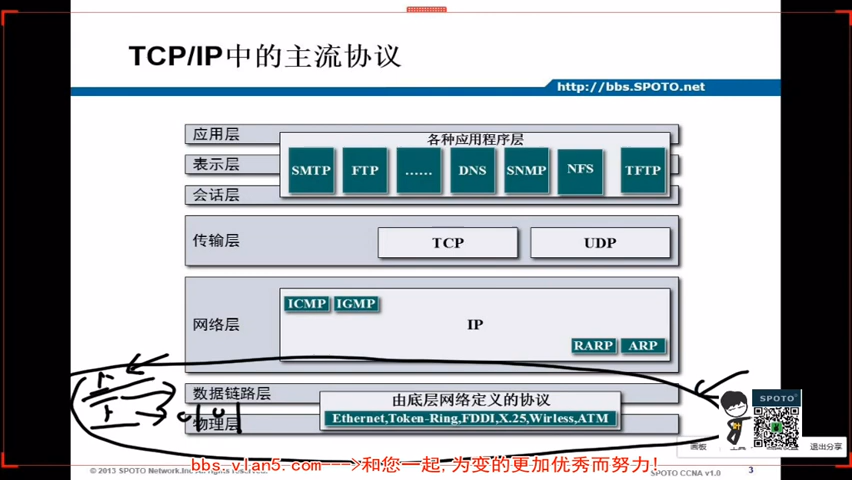 TCP/IP中的主流协议
http://bbs.SPOTO.net
应用层
各种应用程序层
表示层
SMTP FTP …… DNS SNMP NFS TFTP
会话层
传输层
TCP UDP
ICMP IGMP
网络层
IP
RARP ARP
数据链路层
由底层网络定义的协议
物理层
Ethernet,Token-Ring,FDDI,X.25,Wirless,ATM
SPOTO
画板
退出分享
bbs.vlan5.com--->和您一起,为变的更加优秀而努力!
© 2013 SPOTO Network.Inc
SPOTO CCNA v1.0
3